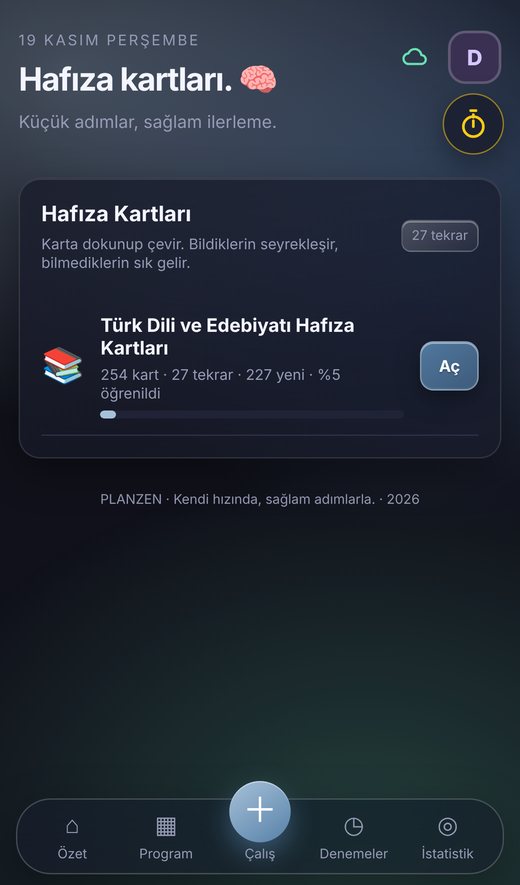 19 KASIM PERŞEMBE
Hafıza kartları. 🧠
Küçük adımlar, sağlam ilerleme.
D
Hafıza Kartları
Karta dokunup çevir. Bildiklerin seyrekleşir,
bilmediklerin sık gelir.
27 tekrar
Türk Dili ve Edebiyatı Hafıza
Kartları
254 kart · 27 tekrar · 227 yeni · %5
öğrenildi
Aç
PLANZEN · Kendi hızında, sağlam adımlarla. · 2026
Özet
Program
Çalış
Denemeler
İstatistik